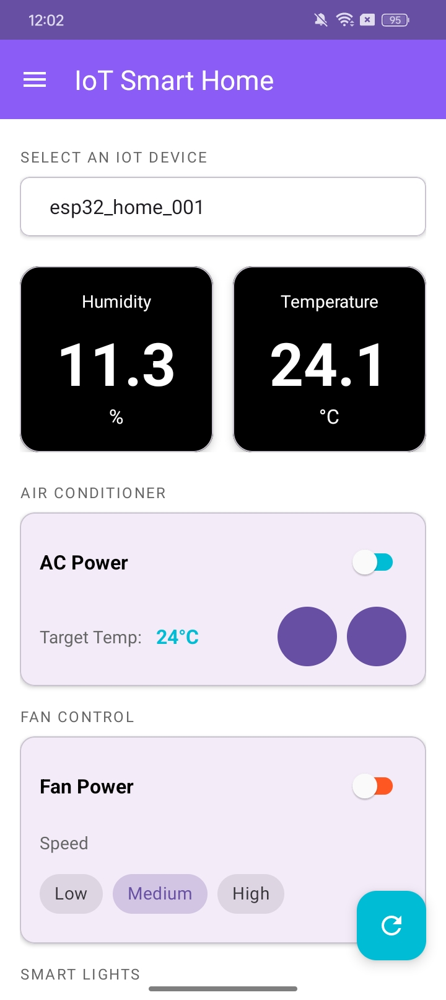 12:02
95
IoT Smart Home
SELECT AN IOT DEVICE
esp32_home_001
Humidity
11.3
%
Temperature
24.1
°C
AIR CONDITIONER
AC Power
Target Temp: 24°C
FAN CONTROL
Fan Power
Speed
Low Medium High
SMART LIGHTS